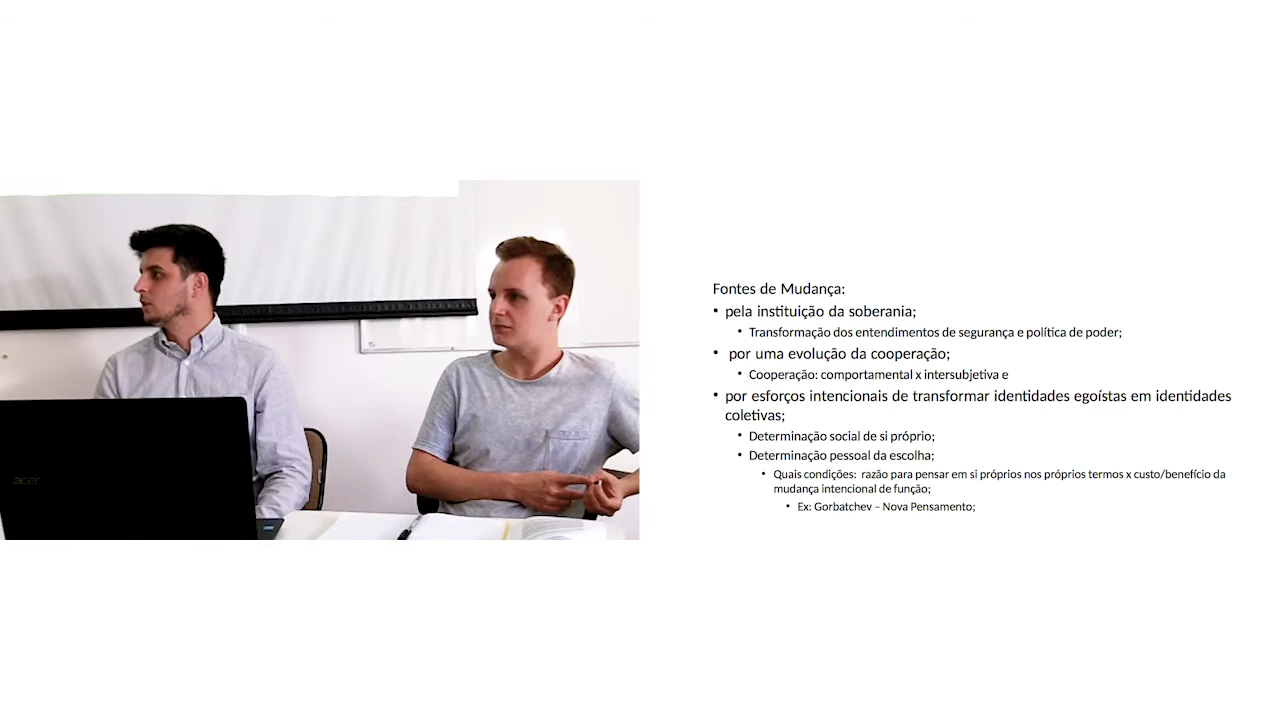 acer
Fontes de Mudança:
• pela instituição da soberania;
• Transformação dos entendimentos de segurança e política de poder;
• por uma evolução da cooperação;
• Cooperação: comportamental x intersubjetiva e
• por esforços intencionais de transformar identidades egoístas em identidades
coletivas;
• Determinação social de si próprio;
• Determinação pessoal da escolha;
• Quais condições: razão para pensar em si próprios nos próprios termos x custo/benefício da
mudança intencional de função;
• Ex: Gorbatchev – Nova Pensamento;